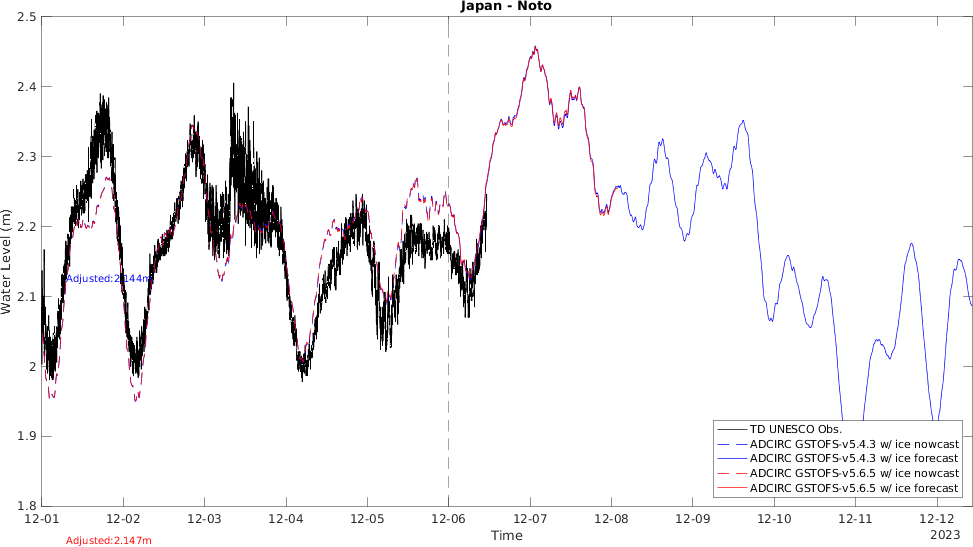 Japan - Noto
2.5
2.4
2.3
2.2
2.1
2
1.9
1.8
Water Level (m)
Adjusted:2.144m
TD UNESCO Obs.
ADCIRC GSTOFS-v5.4.3 w/ ice nowcast
ADCIRC GSTOFS-v5.4.3 w/ ice forecast
ADCIRC GSTOFS-v5.6.5 w/ ice nowcast
ADCIRC GSTOFS-v5.6.5 w/ ice forecast
12-01 12-02 12-03 12-04 12-05 12-06 12-07 12-08 12-09 12-10 12-11 12-12
Time
2023
Adjusted:2.147m